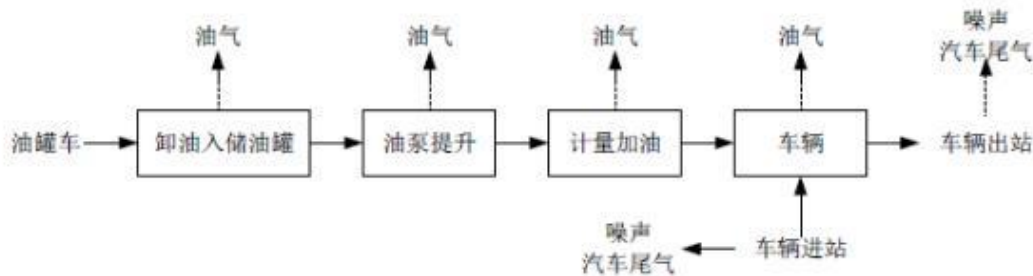 油气
油气
油气
油气
噪声
汽车尾气
油罐车
卸油入储油罐
油泵提升
计量加油
车辆
车辆出站
噪声
汽车尾气
车辆进站